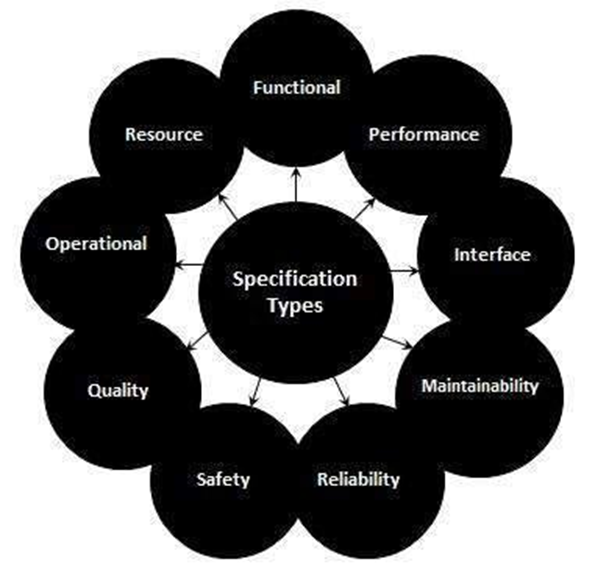 Functional
Resource
Performance
Operational
Interface
Specification
Types
Quality
Maintainability
Safety
Reliability